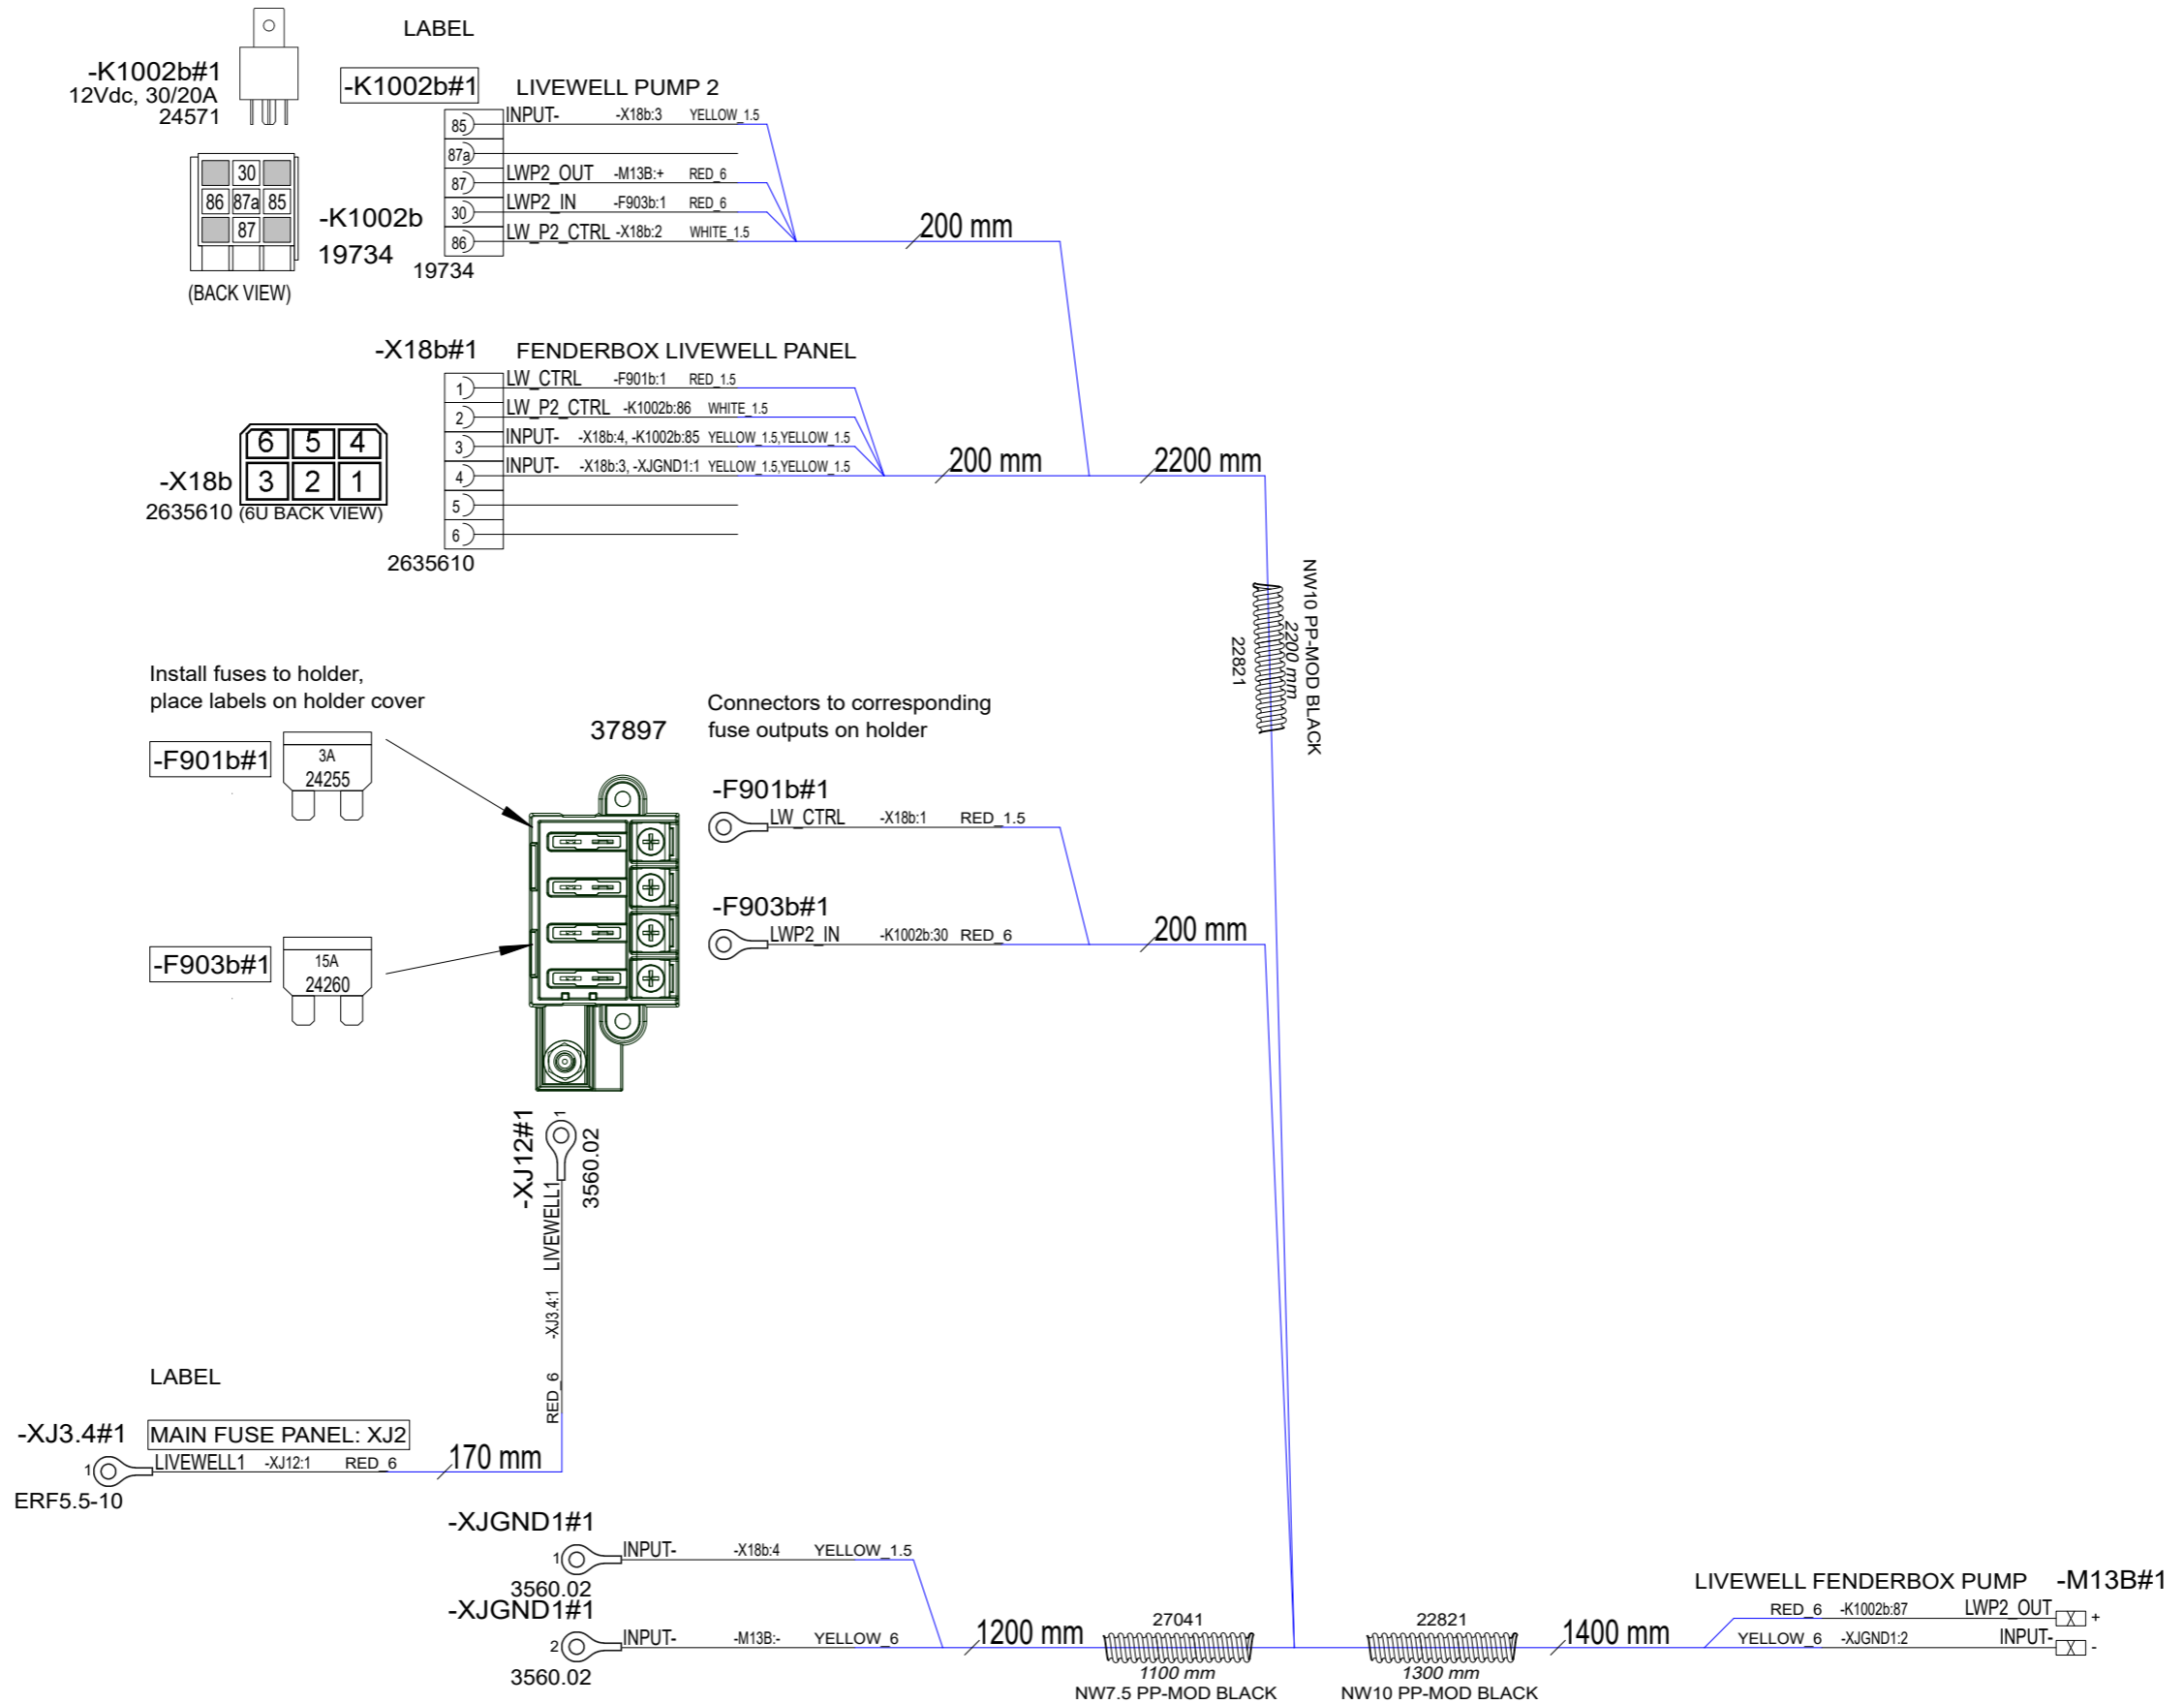 LABEL
-K1002b#1
12Vdc, 30/20A
24571
-K1002b#1 LIVEWELL PUMP 2
85 INPUT- -X18b:3 YELLOW_1.5
87a
87 LWP2_OUT -M13B:+ RED_6
30 LWP2_IN -F903b:1 RED_6
86 LW_P2_CTRL -X18b:2 WHITE_1.5
19734
200 mm
30
86 87a 85
87
-K1002b
19734
(BACK VIEW)
-X18b#1 FENDERBOX LIVEWELL PANEL
1 LW_CTRL -F901b:1 RED_1.5
2 LW_P2_CTRL -K1002b:86 WHITE_1.5
3 INPUT- -X18b:4, -K1002b:85 YELLOW_1.5,YELLOW_1.5
4 INPUT- -X18b:3, -XJGND1:1 YELLOW_1.5,YELLOW_1.5
5
6
2635610
200 mm
2200 mm
6 5 4
3 2 1
-X18b
2635610 (6U BACK VIEW)
NW10 PP-MOD BLACK
2200 mm
22821
Install fuses to holder,
place labels on holder cover
-F901b#1
3A
24255
-F903b#1
15A
24260
37897
Connectors to corresponding
fuse outputs on holder
-F901b#1
LW_CTRL -X18b:1 RED_1.5
-F903b#1
LWP2_IN -K1002b:30 RED_6
200 mm
-XJ12#1
1
3560.02
LIVEWELL1 -XJ3.4:1 RED_6
LABEL
-XJ3.4#1 MAIN FUSE PANEL: XJ2
1 LIVEWELL1 -XJ12:1 RED_6
170 mm
ERF5.5-10
-XJGND1#1
1 INPUT- -X18b:4 YELLOW_1.5
3560.02
-XJGND1#1
2 INPUT- -M13B:- YELLOW_6
3560.02
1200 mm
27041
1100 mm
NW7.5 PP-MOD BLACK
22821
1300 mm
NW10 PP-MOD BLACK
1400 mm
LIVEWELL FENDERBOX PUMP -M13B#1
RED_6 -K1002b:87 LWP2_OUT X +
YELLOW_6 -XJGND1:2 INPUT- X -